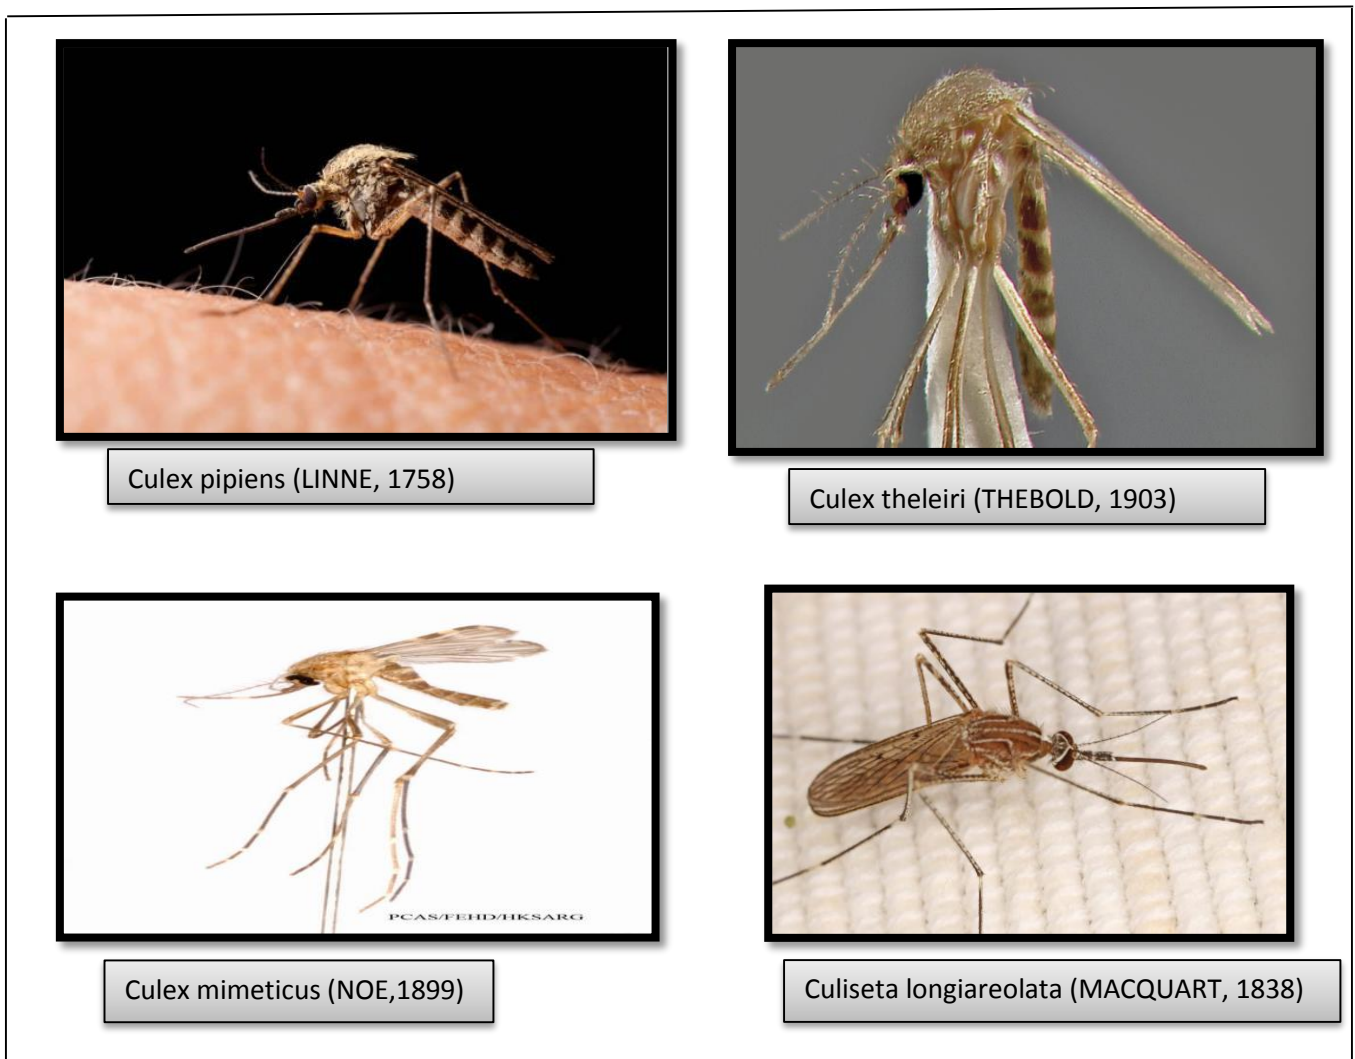 Culex pipiens (LINNE, 1758)
Culex theleiri (THEBOLD, 1903)
PCAS/FEHD/HKSARG
Culex mimeticus (NOE,1899)
Culiseta longiareolata (MACQUART, 1838)